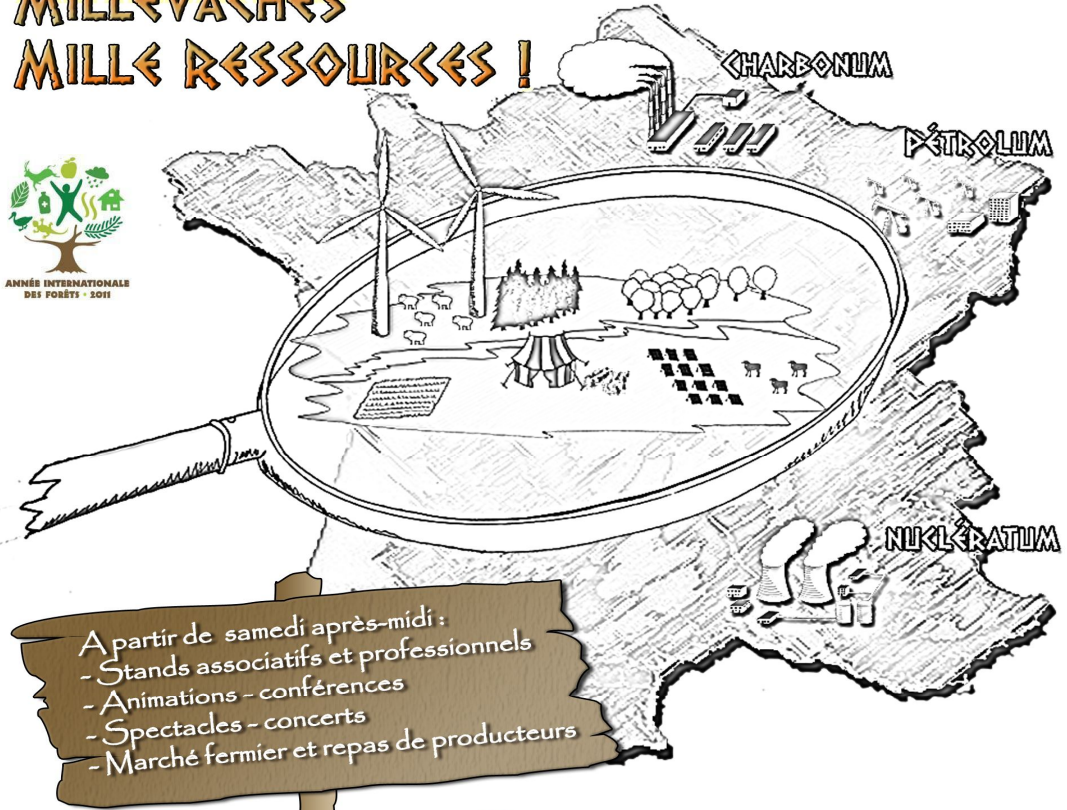 MILLEVACHES
MILLE RESSOURCES !
CHARBONUM
PÉTROLUM
ANNÉE INTERNATIONALE
DES FORÊTS • 2011
NUCLÉRATUM
A partir de samedi après-midi :
- Stands associatifs et professionnels
- Animations - conférences
- Spectacles - concerts
- Marché fermier et repas de producteurs